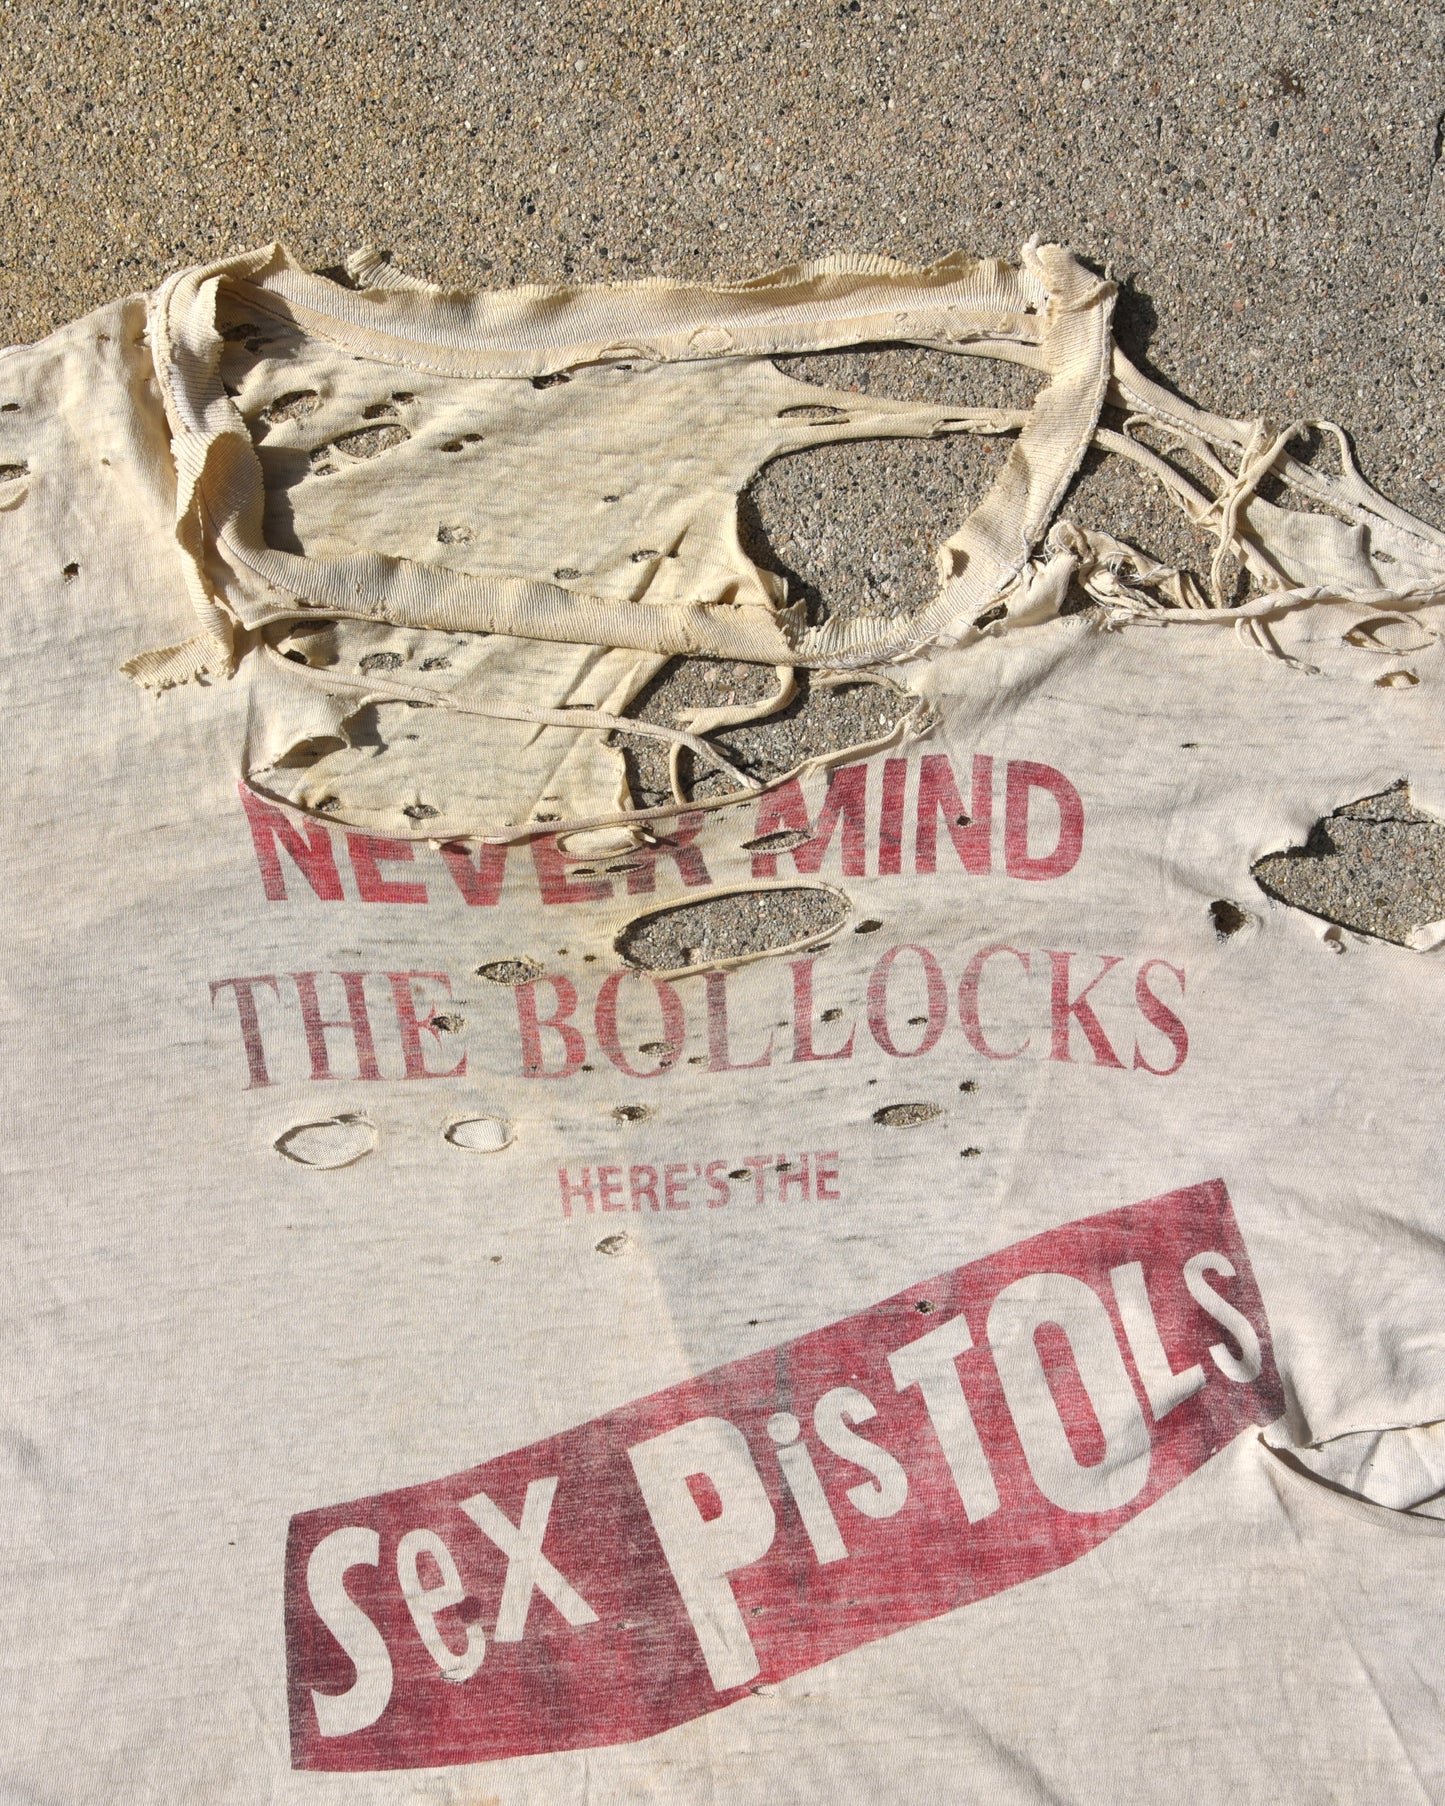 NEVER MIND
THE BOLLOCKS
HERE'S THE
SeX PiSTOLS